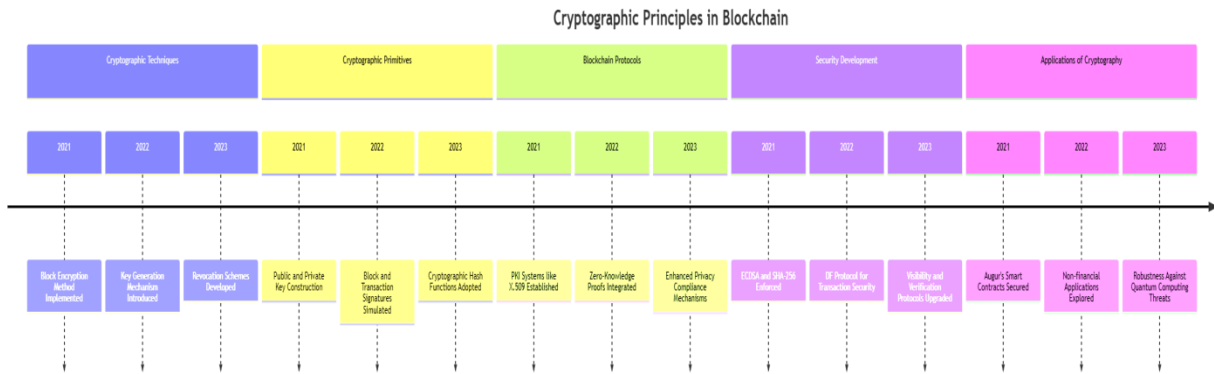 Cryptographic Principles in Blockchain
Cryptographic Techniques
Cryptographic Primitives
Blockchain Protocols
Security Development
Applications of Cryptography
2021
2022
2023
2021
2022
2023
2021
2022
2023
2021
2022
2023
2021
2022
2023
Block Encryption
Method
Implemented
Key Generation
Mechanism
Introduced
Revocation Schemes
Developed
Public and Private
Key Construction
Block and
Transaction
Signatures
Simulated
Cryptographic Hash
Functions Adopted
PKI Systems like
X.509 Established
Zero-Knowledge
Proofs Integrated
Enhanced Privacy
Compliance
Mechanisms
ECDSA and SHA-256
Enforced
DF Protocol for
Transaction Security
Visibility and
Verification
Protocols Upgraded
Augur's Smart
Contracts Secured
Non-financial
Applications
Explored
Robustness Against
Quantum Computing
Threats